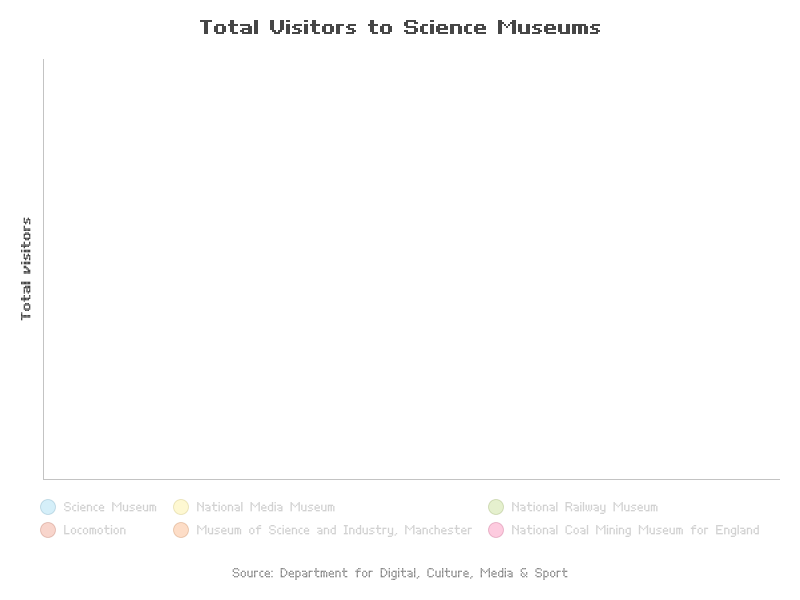 Total Visitors to Science Museums
Total visitors
Science Museum
National Media Museum
National Railway Museum
Locomotion
Museum of Science and Industry, Manchester
National Coal Mining Museum for England
Source: Department for Digital, Culture, Media & Sport